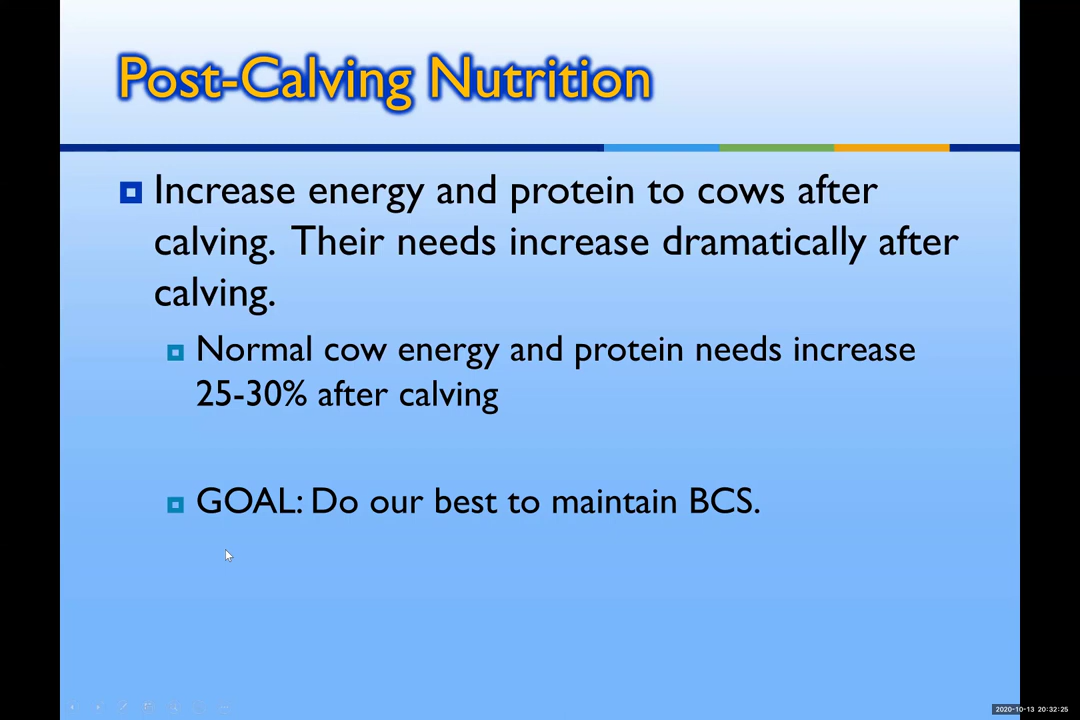 Post-Calving Nutrition
Increase energy and protein to cows after
calving.  Their needs increase dramatically after
calving.
Normal cow energy and protein needs increase
25-30% after calving
GOAL: Do our best to maintain BCS.
2020-10-13 20:32:25